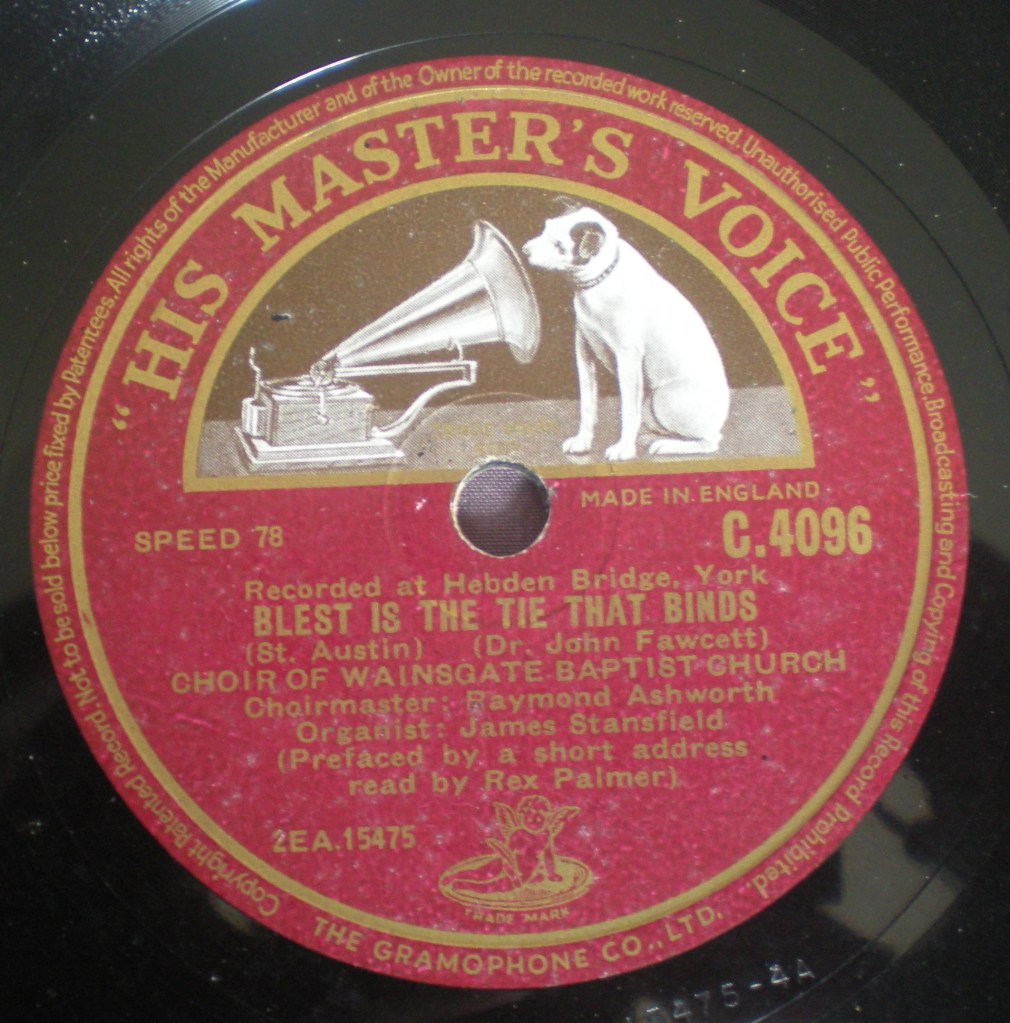 Copyright Patented Record. Not to be sold below price fixed by Patentees. All rights of the Manufacturer and of the Owner of the recorded work reserved. Unauthorised Public Performance, Broadcasting and Copying of this Record Prohibited.
"HIS MASTER'S VOICE"
MADE IN ENGLAND
SPEED 78
C.4096
Recorded at Hebden Bridge, York
BLEST IS THE TIE THAT BINDS
(St. Austin) (Dr. John Fawcett)
CHOIR OF WAINSGATE BAPTIST CHURCH
Choirmaster: Raymond Ashworth
Organist: James Stansfield
(Prefaced by a short address
read by Rex Palmer)
2EA.15475
TRADE MARK
THE GRAMOPHONE CO., LTD.
475-4A